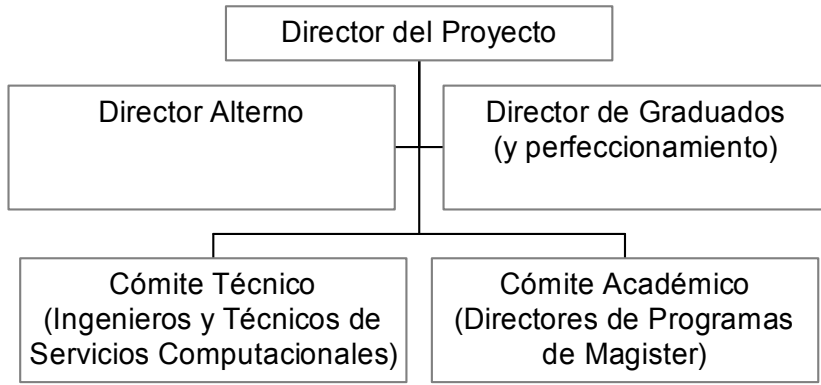 Director del Proyecto
Director Alterno
Director de Graduados
(y perfeccionamiento)
Cómite Técnico
(Ingenieros y Técnicos de
Servicios Computacionales)
Cómite Académico
(Directores de Programas
de Magister)